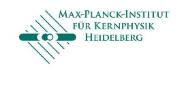 MAX-PLANCK-INSTITUT
FÜR KERNPHYSIK
HEIDELBERG